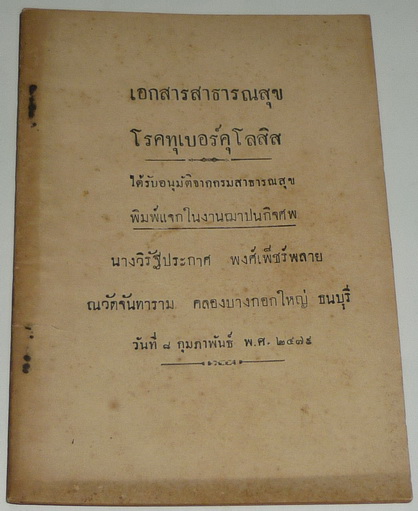 เอกสารสาธารณสุข
โรคทุเบอร์คุโลสิส
ได้รับอนุมัติจากกรมสาธารณสุข
พิมพ์แจกในงานฌาปนกิจศพ
นางวิรัฐประกาศ พงศ์เพ็ชร์พลาย
ณวัดจันทาราม คลองบางกอกใหญ่ ธนบุรี
วันที่ ๘ กุมภาพันธ์ พ.ศ. ๒๔๗๙